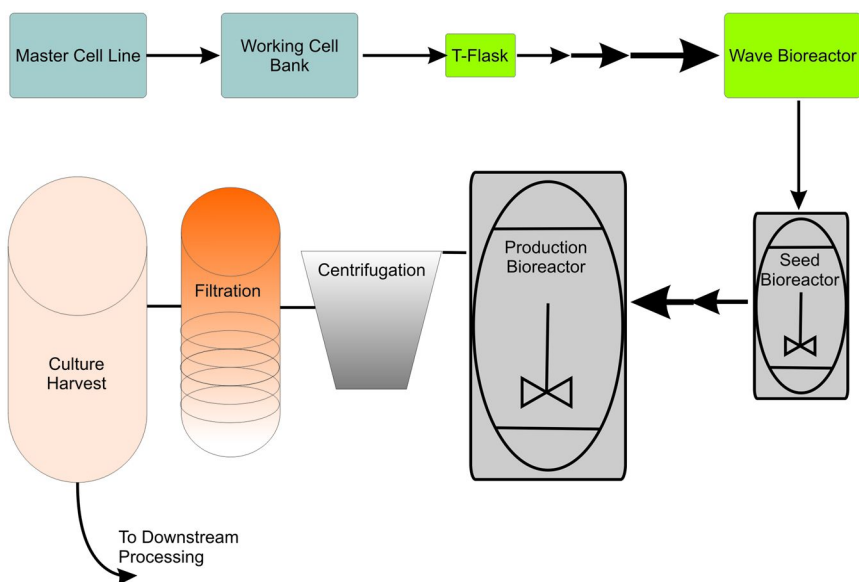 Master Cell Line
Working Cell
Bank
T-Flask
Wave Bioreactor
Seed
Bioreactor
Production
Bioreactor
Centrifugation
Filtration
Culture
Harvest
To Downstream
Processing